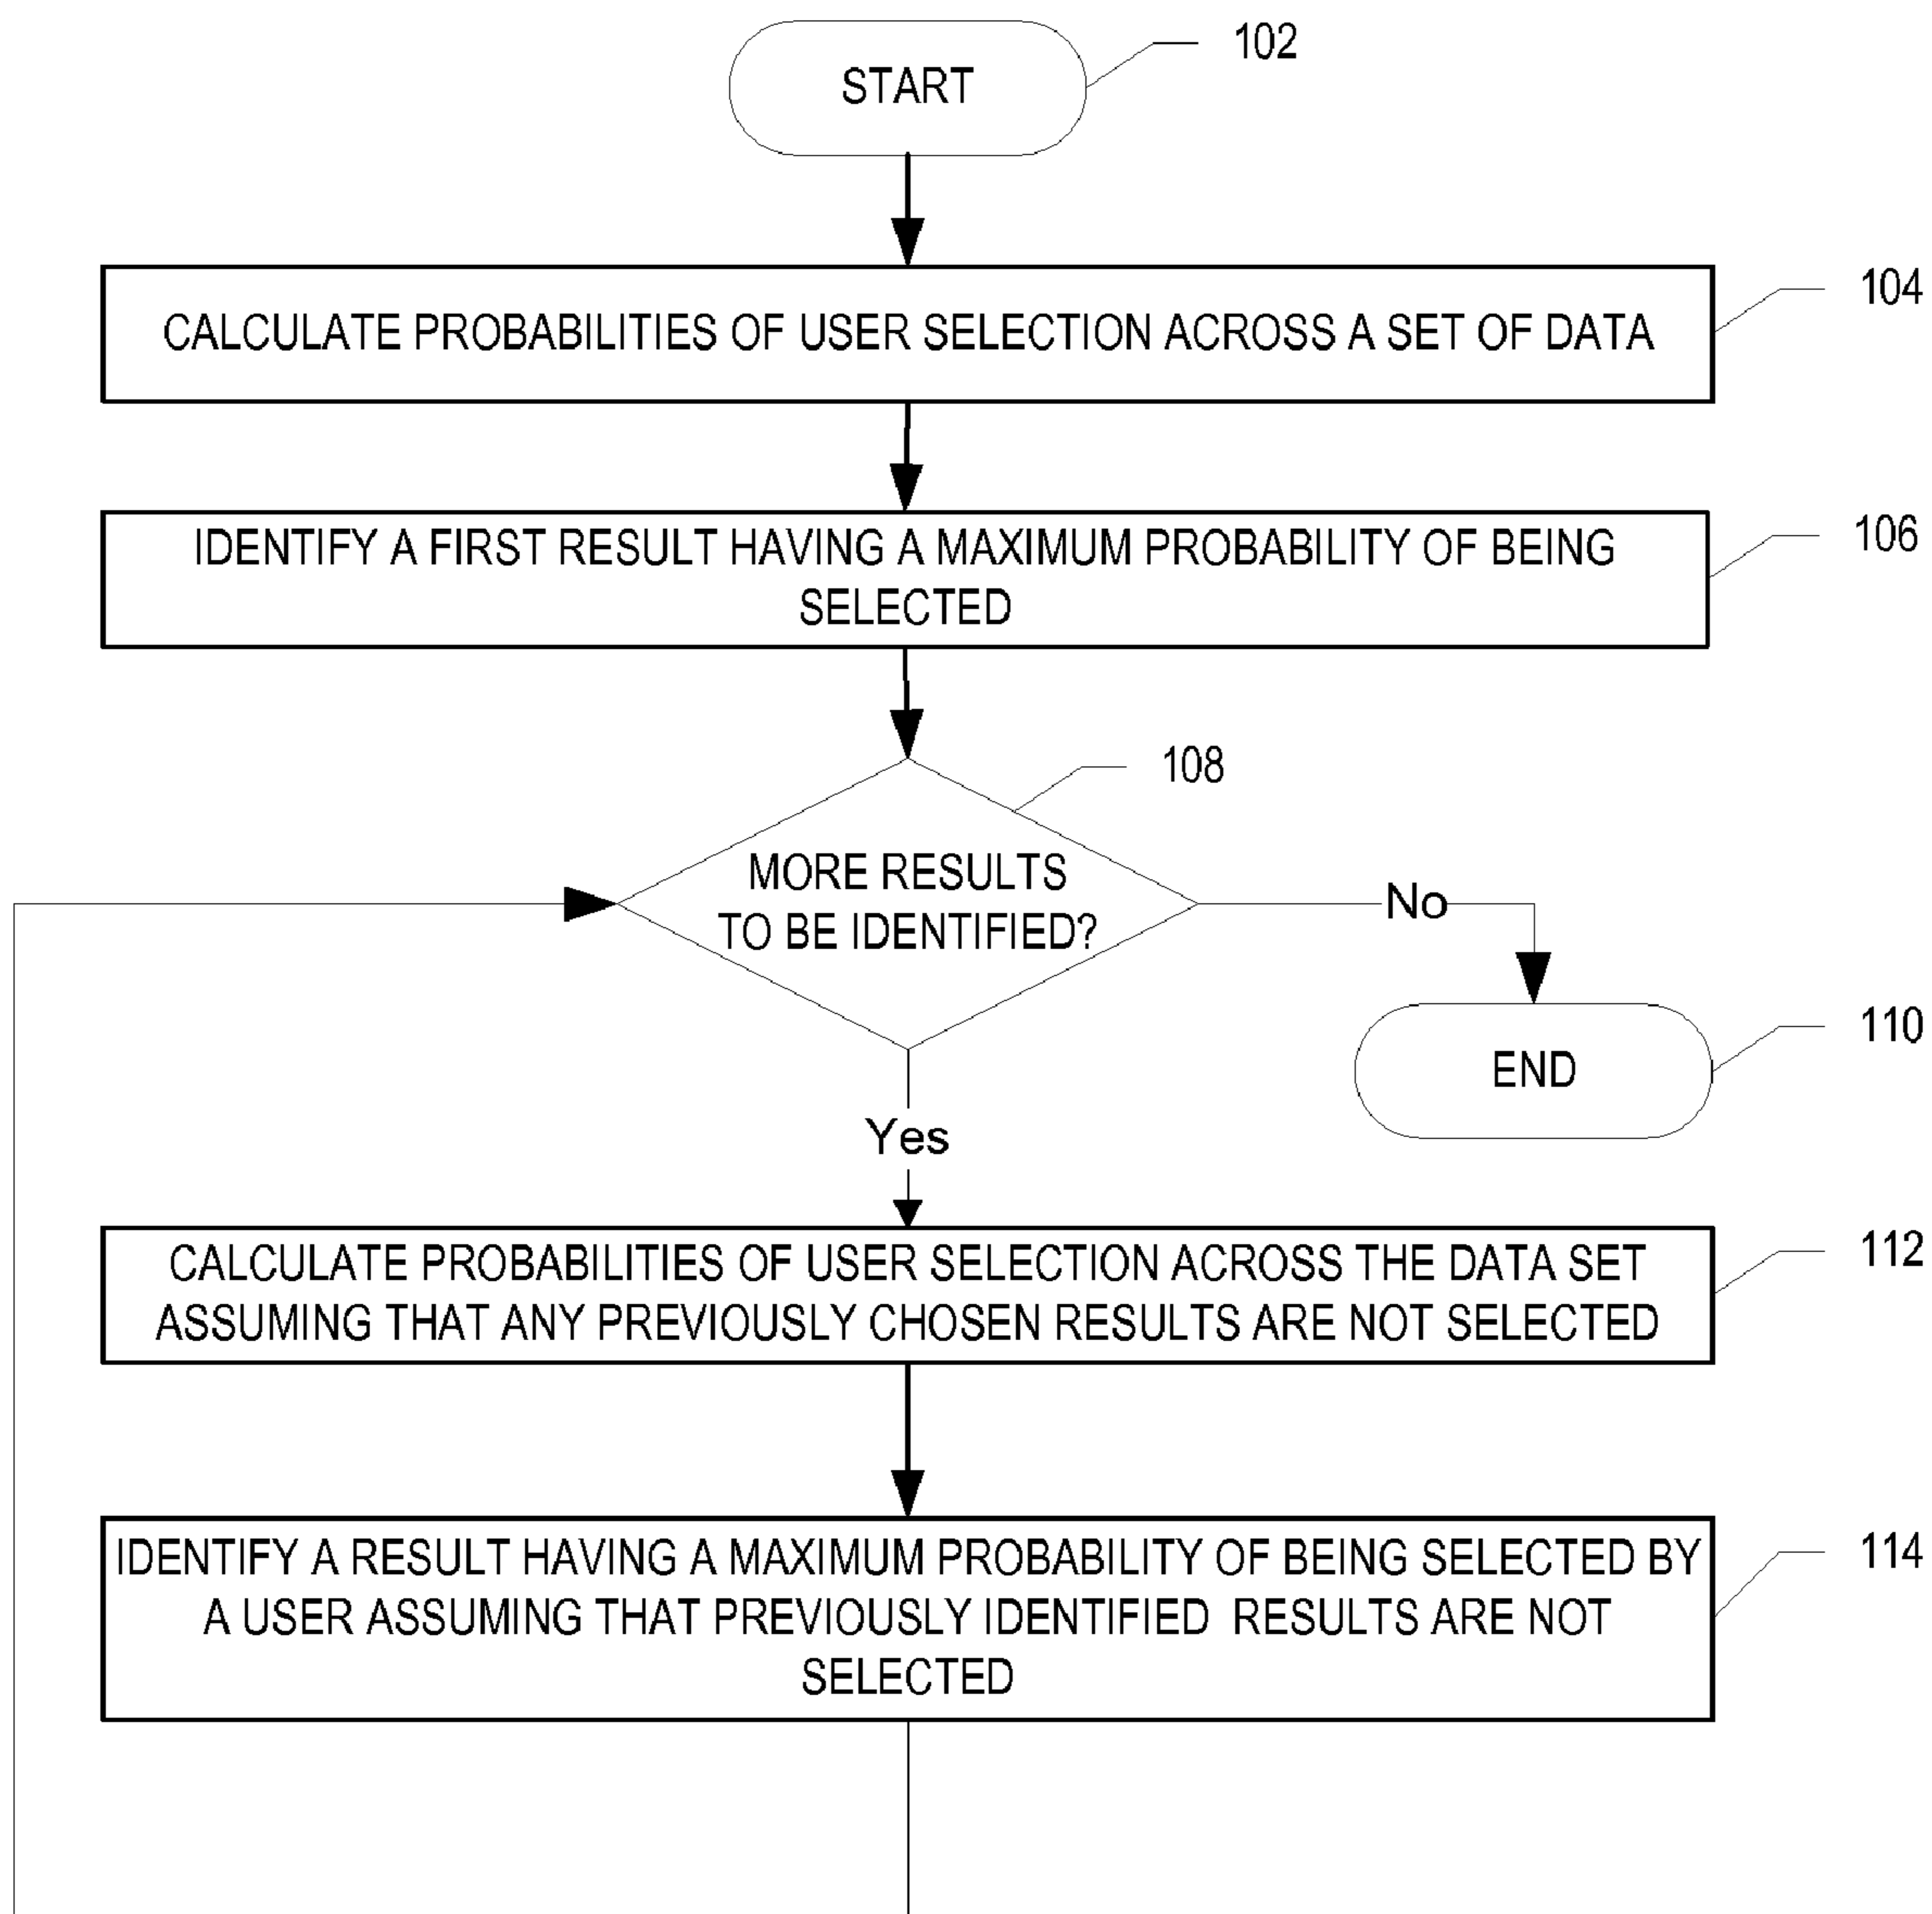 102
START
104
CALCULATE PROBABILITIES OF USER SELECTION ACROSS A SET OF DATA
106
IDENTIFY A FIRST RESULT HAVING A MAXIMUM PROBABILITY OF BEING
SELECTED
108
MORE RESULTS
TO BE IDENTIFIED?
No
110
END
Yes
112
CALCULATE PROBABILITIES OF USER SELECTION ACROSS THE DATA SET
ASSUMING THAT ANY PREVIOUSLY CHOSEN RESULTS ARE NOT SELECTED
114
IDENTIFY A RESULT HAVING A MAXIMUM PROBABILITY OF BEING SELECTED BY
A USER ASSUMING THAT PREVIOUSLY IDENTIFIED RESULTS ARE NOT
SELECTED